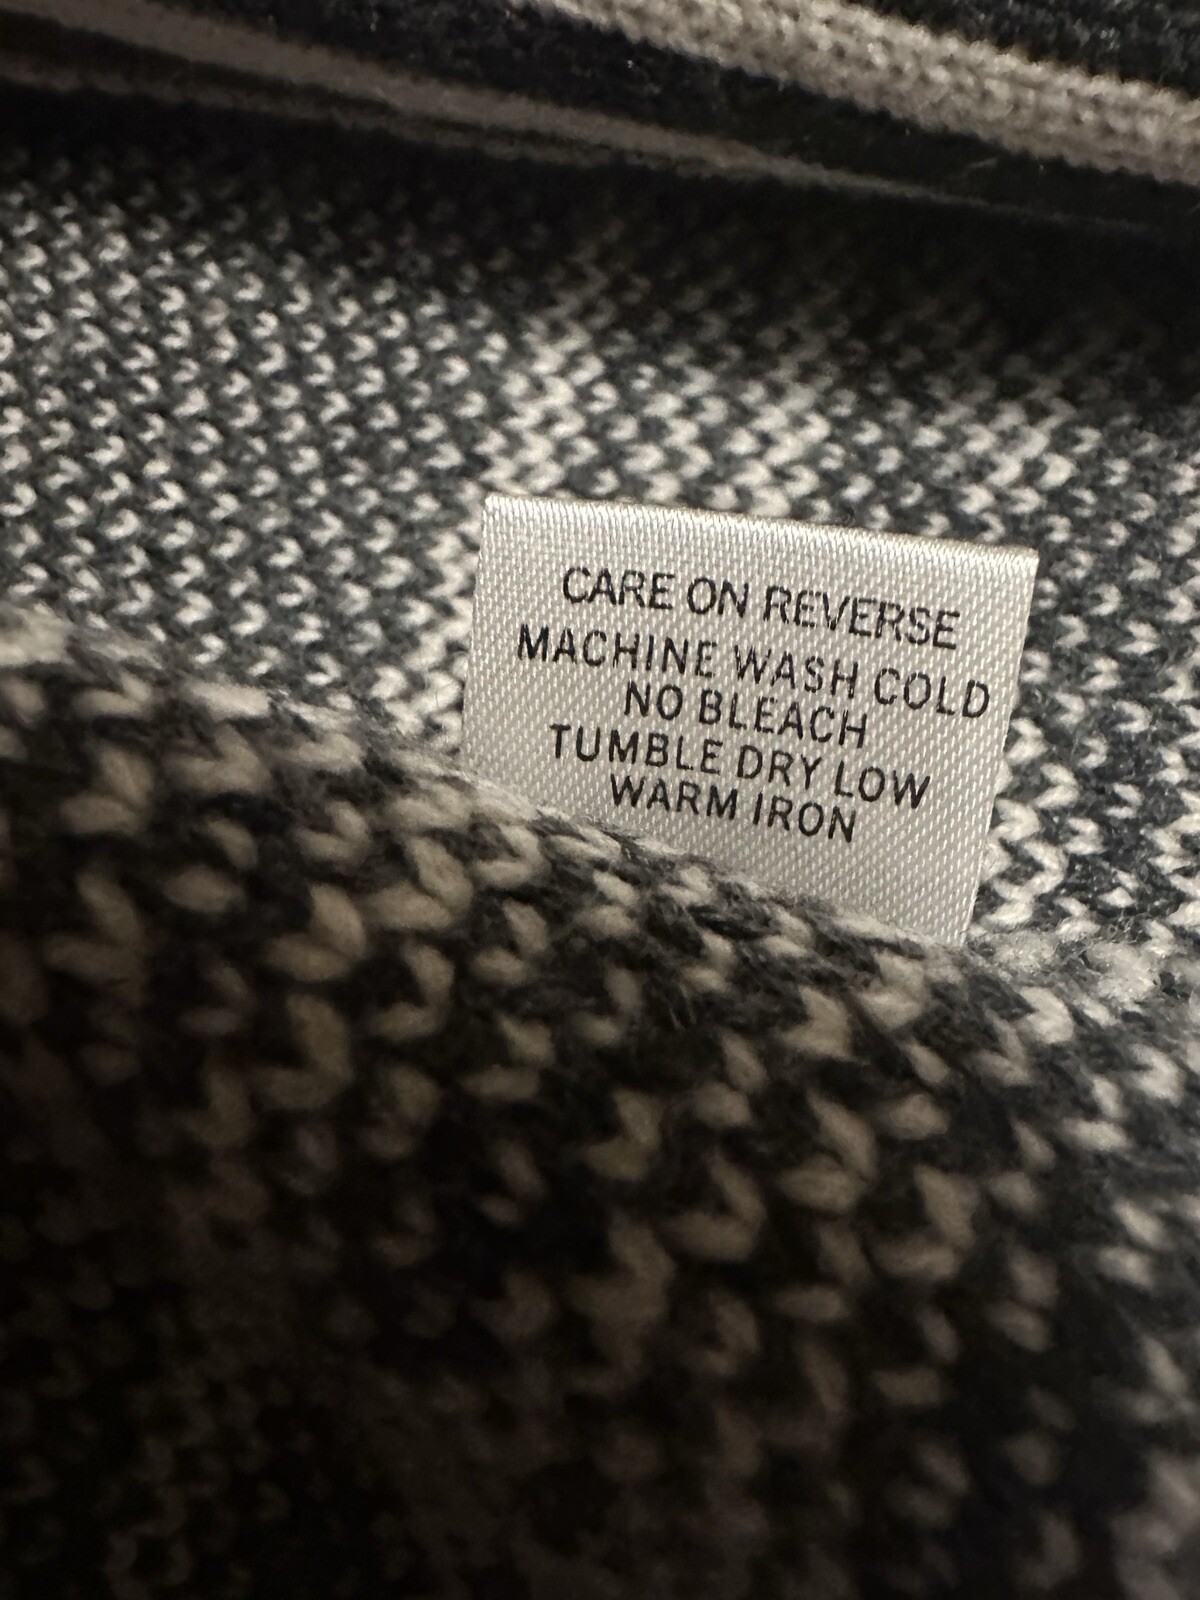 CARE ON REVERSE
MACHINE WASH COLD
NO BLEACH
TUMBLE DRY LOW
WARM IRON